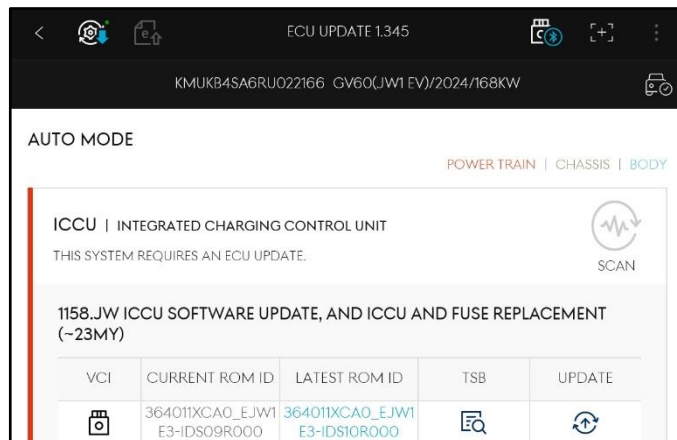 ECU UPDATE 1.345
KMUKB4SA6RU022166 GV60(JW1 EV)/2024/168KW
AUTO MODE
POWER TRAIN | CHASSIS | BODY
ICCU | INTEGRATED CHARGING CONTROL UNIT
THIS SYSTEM REQUIRES AN ECU UPDATE.
SCAN
1158.JW ICCU SOFTWARE UPDATE, AND ICCU AND FUSE REPLACEMENT
(~23MY)
VCI CURRENT ROM ID LATEST ROM ID TSB UPDATE
364011XCA0_EJW1 364011XCA0_EJW1
E3-IDS09R000 E3-IDS10R000